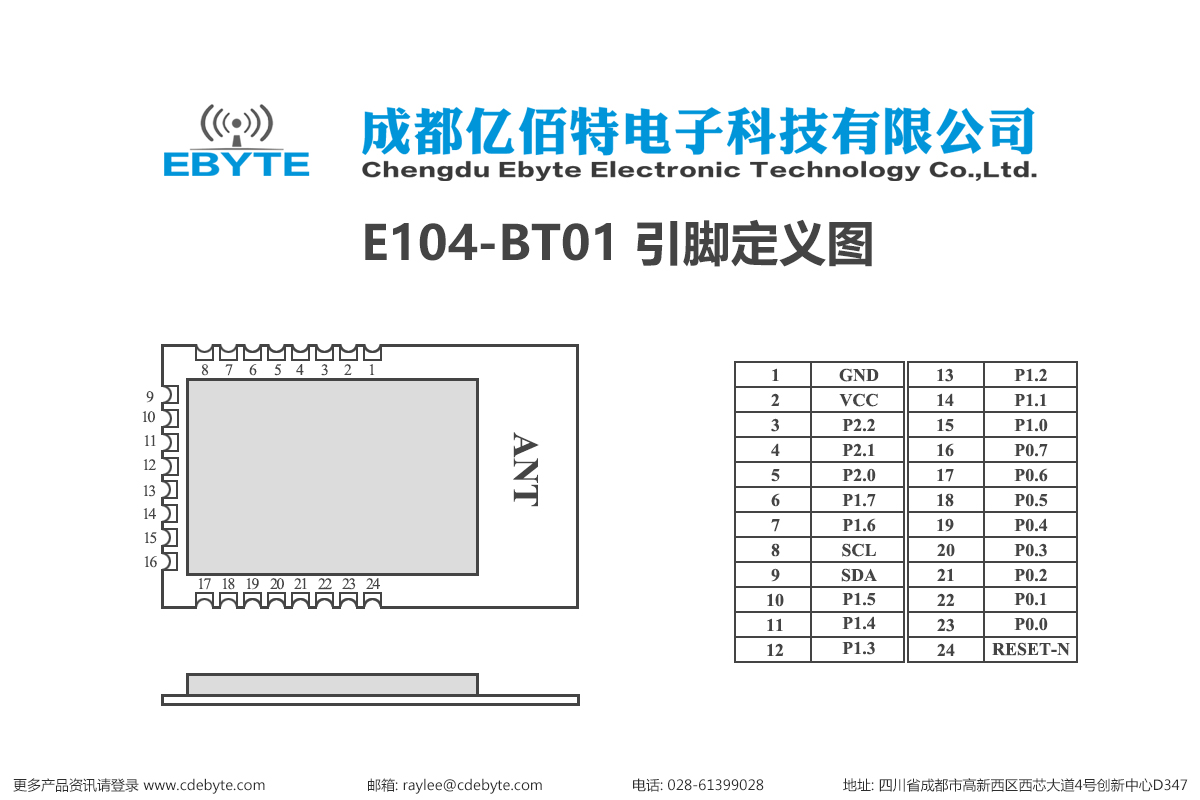 EBYTE
成都亿佰特电子科技有限公司
Chengdu Ebyte Electronic Technology Co.,Ltd.
E104-BT01 引脚定义图
8 7 6 5 4 3 2 1
9
10
11
12
13
14
15
16
ANT
17 18 19 20 21 22 23 24
1 GND 13 P1.2
2 VCC 14 P1.1
3 P2.2 15 P1.0
4 P2.1 16 P0.7
5 P2.0 17 P0.6
6 P1.7 18 P0.5
7 P1.6 19 P0.4
8 SCL 20 P0.3
9 SDA 21 P0.2
10 P1.5 22 P0.1
11 P1.4 23 P0.0
12 P1.3 24 RESET-N
更多产品资讯请登录 www.cdebyte.com 邮箱: raylee@cdebyte.com 电话: 028-61399028 地址: 四川省成都市高新西区西芯大道4号创新中心D347